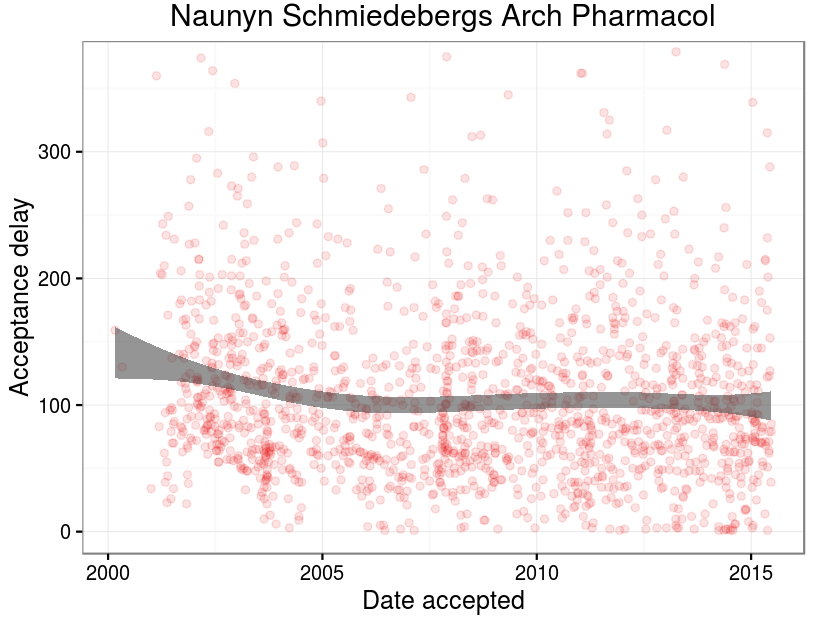 Naunyn Schmiedebergs Arch Pharmacol
Acceptance delay
300
200
100
0
2000 2005 2010 2015
Date accepted